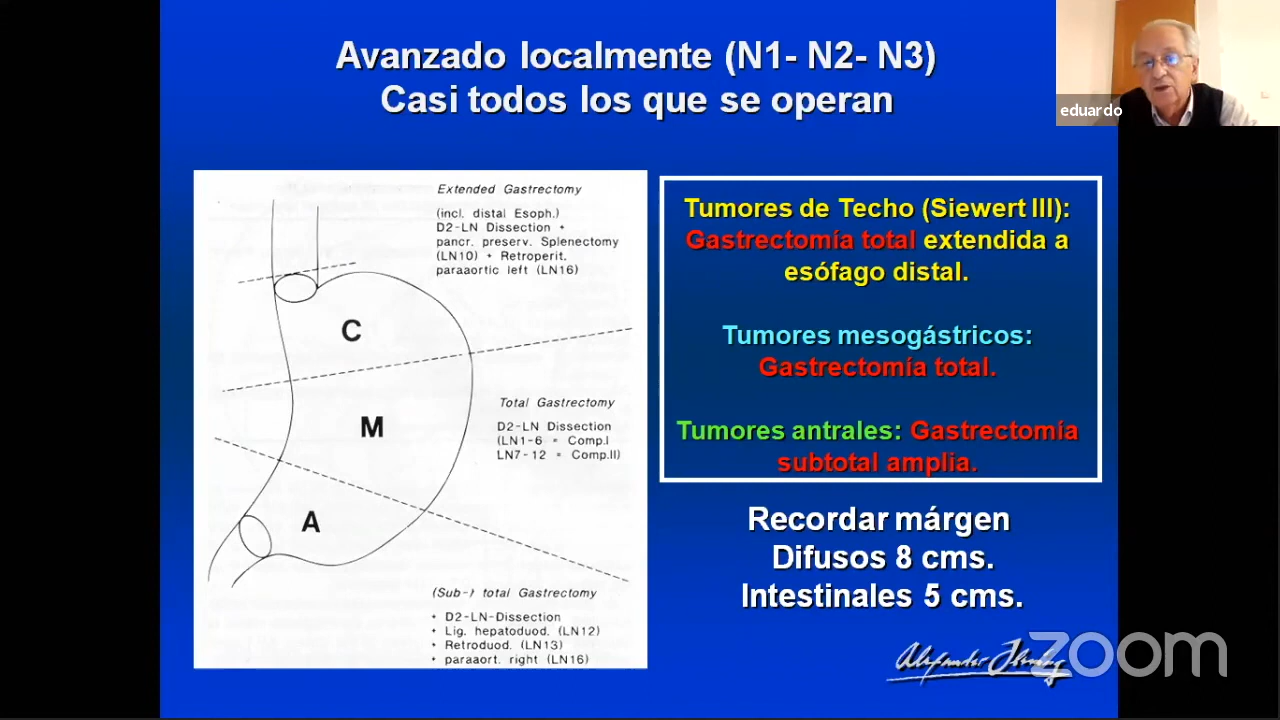 Avanzado localmente (N1- N2- N3)
Casi todos los que se operan
eduardo
Extended Gastrectomy
(incl. distal Esoph.)
D2-LN Dissection +
pancr. preserv. Splenectomy
(LN10) + Retroperit.
paraaortic left (LN16)
C
Total Gastrectomy
D2-LN Dissection
(LN1-6 = Comp.I
LN7-12 = Comp.II)
M
A
(Sub-) total Gastrectomy
+ D2-LN-Dissection
+ Lig. hepatoduod. (LN12)
+ Retroduod. (LN13)
+ paraaort. right (LN16)
Tumores de Techo (Siewert III):
Gastrectomía total extendida a
esófago distal.
Tumores mesogástricos:
Gastrectomía total.
Tumores antrales: Gastrectomía
subtotal amplia.
Recordar márgen
Difusos 8 cms.
Intestinales 5 cms.
zoom